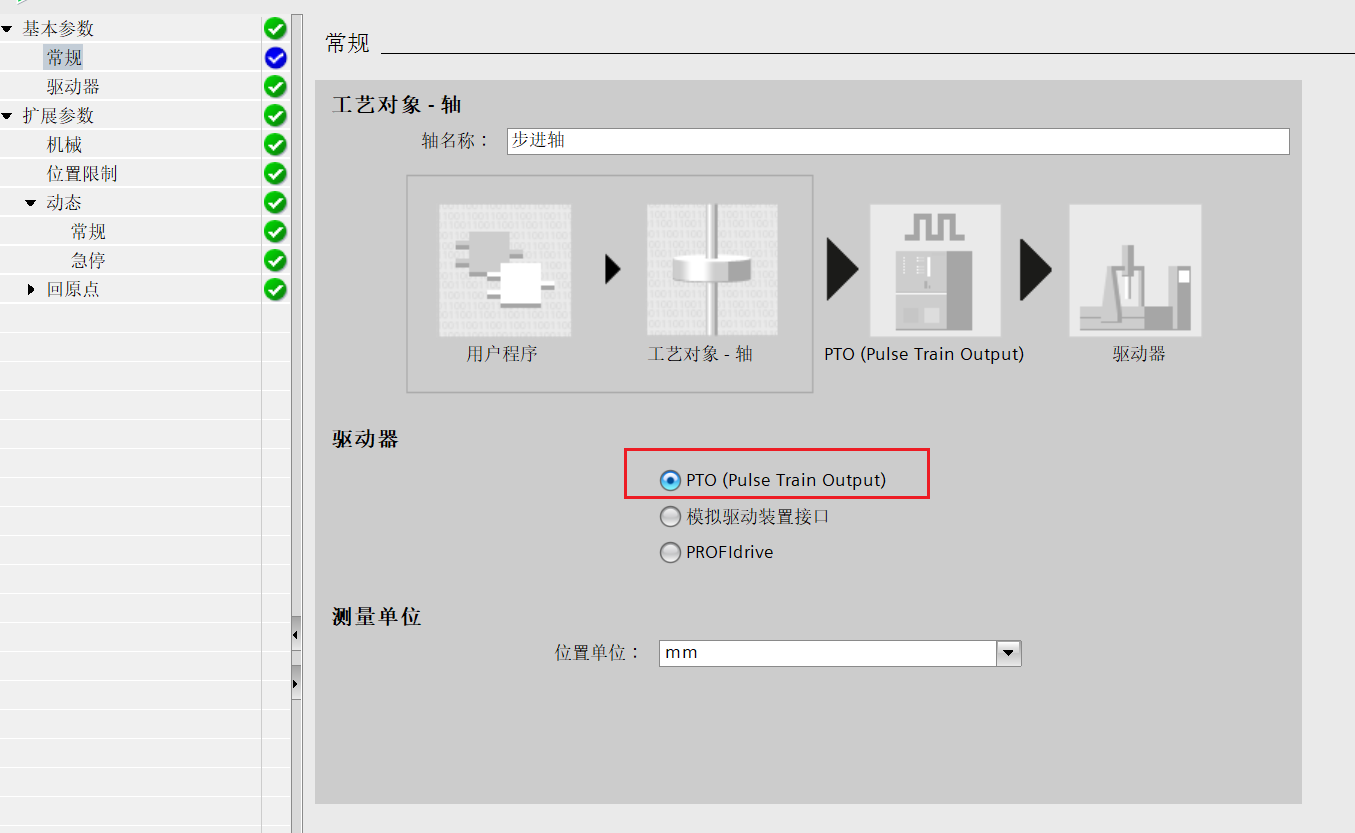 基本参数
常规
驱动器
扩展参数
机械
位置限制
动态
常规
急停
回原点
常规
工艺对象 - 轴
轴名称：
步进轴
用户程序
工艺对象 - 轴
PTO (Pulse Train Output)
驱动器
驱动器
PTO (Pulse Train Output)
模拟驱动装置接口
PROFIdrive
测量单位
位置单位：
mm